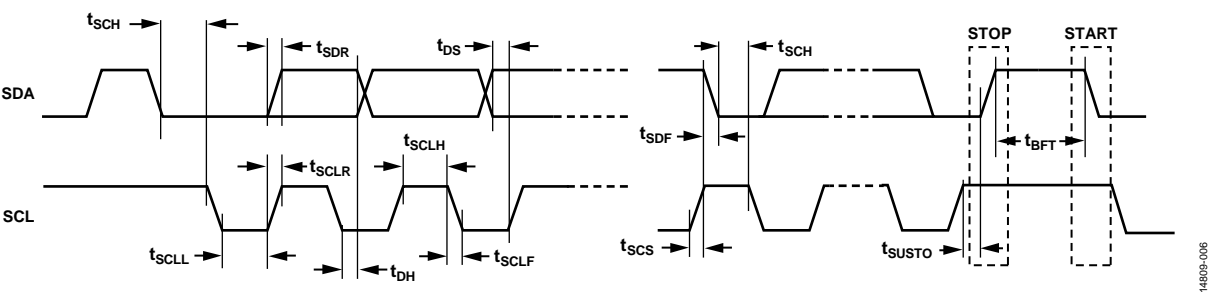 tSCH
tSDR
tDS
tSCH
STOP
START
SDA
tSDF
tBFT
tSCLR
tSCLH
SCL
tSCLL
tDH
tSCLF
tSCS
tSUSTO
14809-006